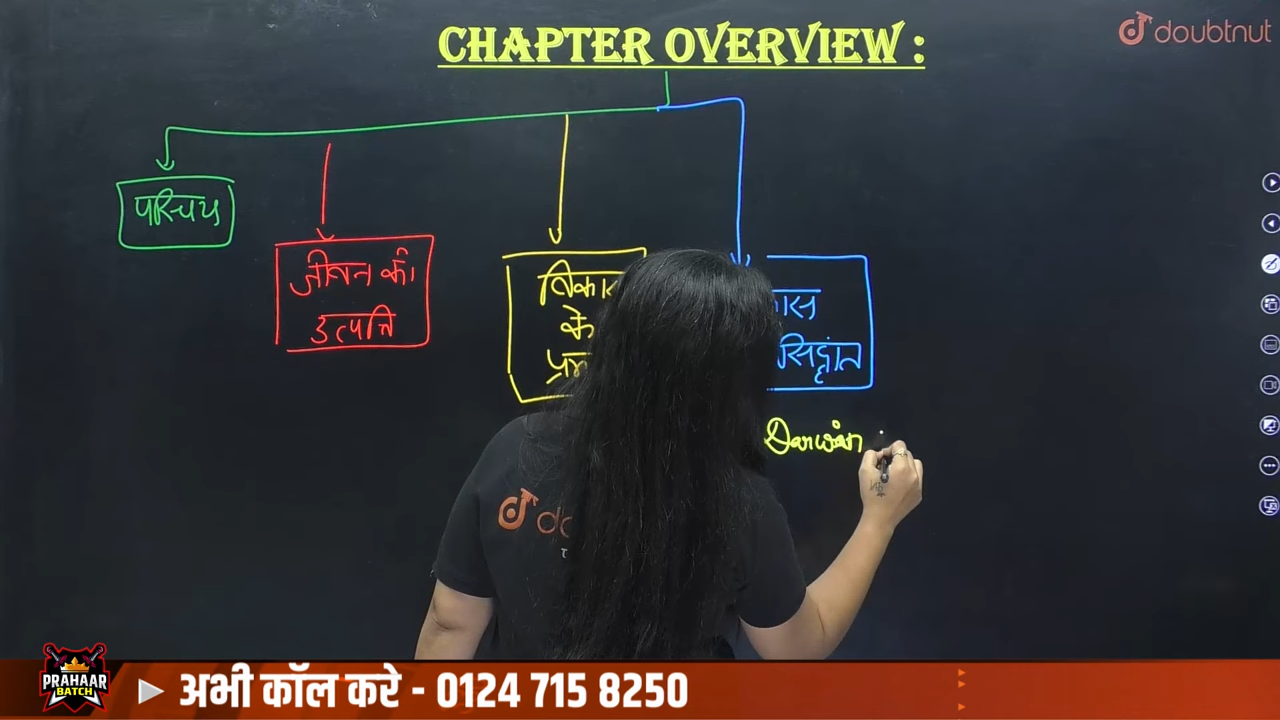 CHAPTER OVERVIEW :
doubtnut
परिचय
जीवन की
उत्पत्ति
के
सिद्धांत
Darwin
PRAHAAR
BATCH
अभी कॉल करे - 0124 715 8250